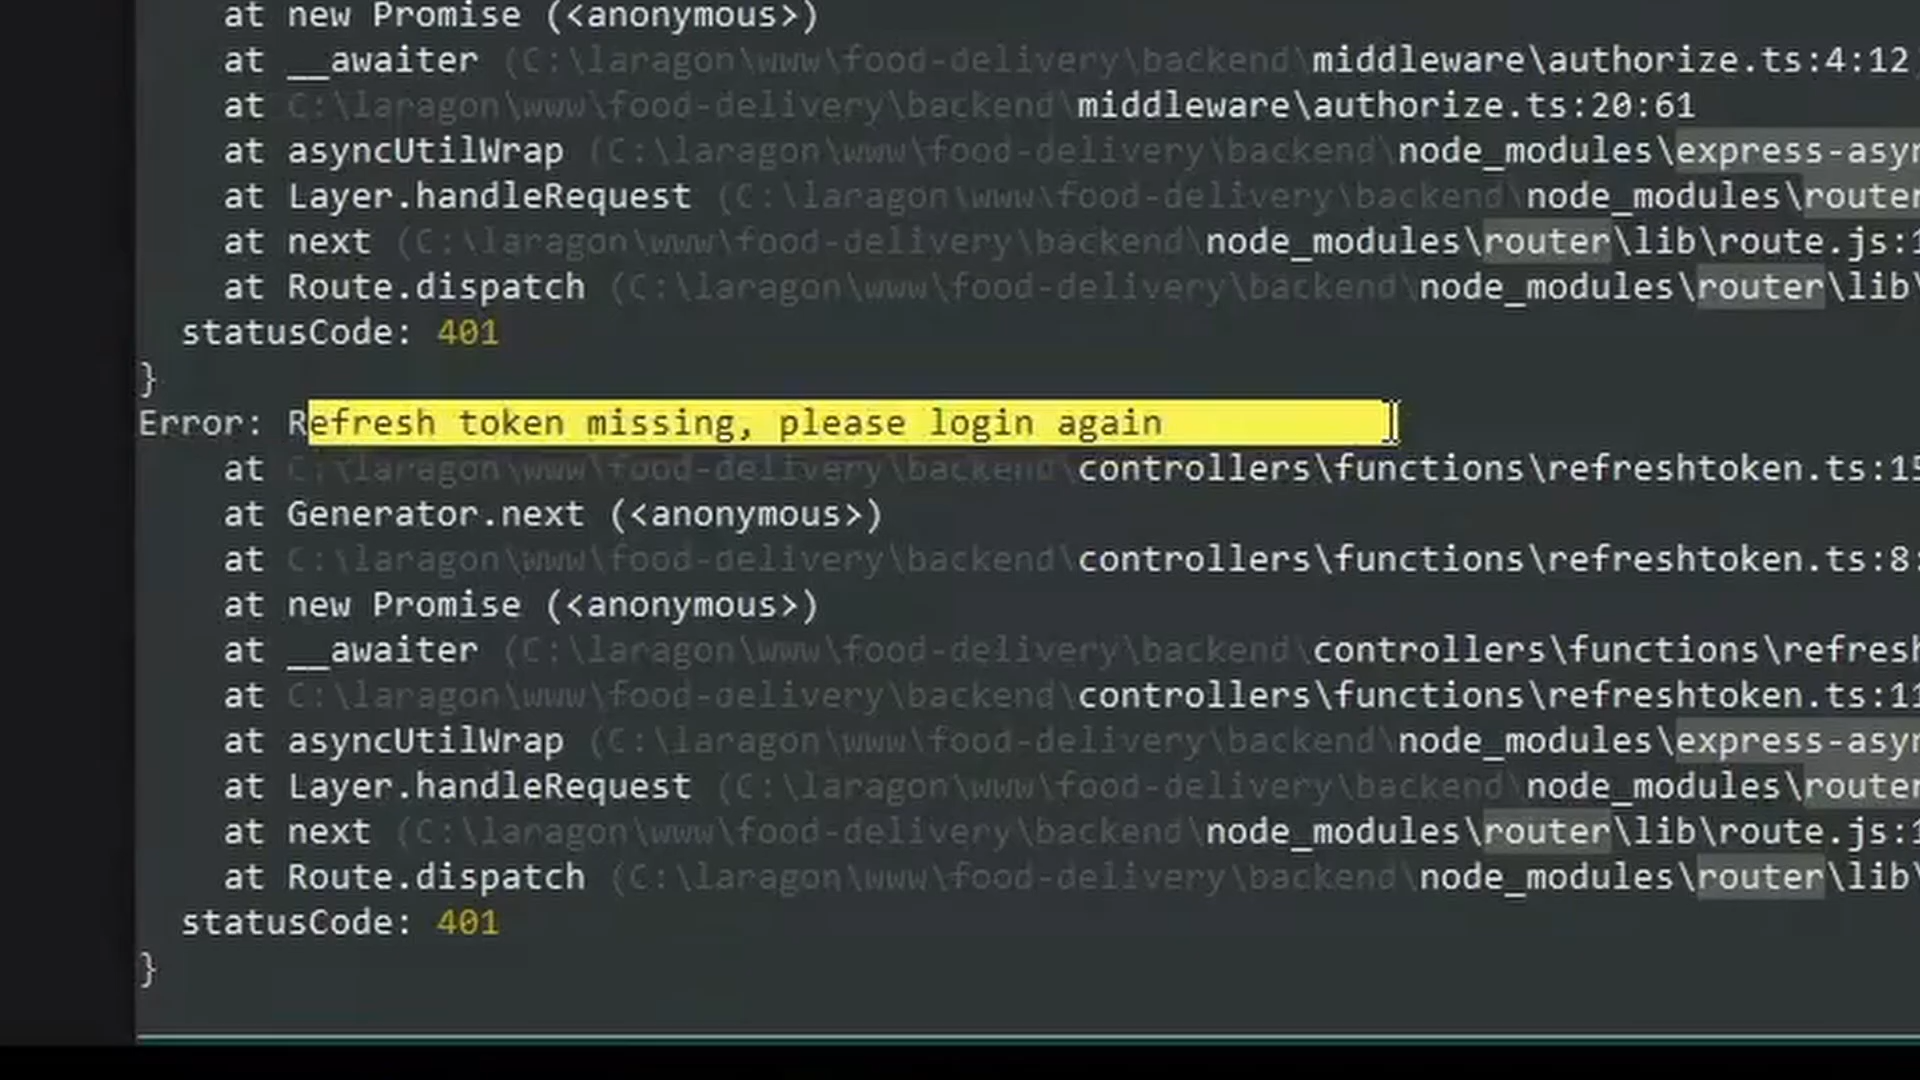 at new Promise (<anonymous>)
at __awaiter (C:\laragon\www\food-delivery\backend\middleware\authorize.ts:4:12
at C:\laragon\www\food-delivery\backend\middleware\authorize.ts:20:61
at asyncUtilWrap (C:\laragon\www\food-delivery\backend\node_modules\express-asyn
at Layer.handleRequest (C:\laragon\www\food-delivery\backend\node_modules\router
at next (C:\laragon\www\food-delivery\backend\node_modules\router\lib\route.js:1
at Route.dispatch (C:\laragon\www\food-delivery\backend\node_modules\router\lib\
statusCode: 401
}
Error: Refresh token missing, please login again
at C:\laragon\www\food-delivery\backend\controllers\functions\refreshtoken.ts:15
at Generator.next (<anonymous>)
at C:\laragon\www\food-delivery\backend\controllers\functions\refreshtoken.ts:8:
at new Promise (<anonymous>)
at __awaiter (C:\laragon\www\food-delivery\backend\controllers\functions\refresh
at C:\laragon\www\food-delivery\backend\controllers\functions\refreshtoken.ts:11
at asyncUtilWrap (C:\laragon\www\food-delivery\backend\node_modules\express-asyn
at Layer.handleRequest (C:\laragon\www\food-delivery\backend\node_modules\router
at next (C:\laragon\www\food-delivery\backend\node_modules\router\lib\route.js:1
at Route.dispatch (C:\laragon\www\food-delivery\backend\node_modules\router\lib\
statusCode: 401
}